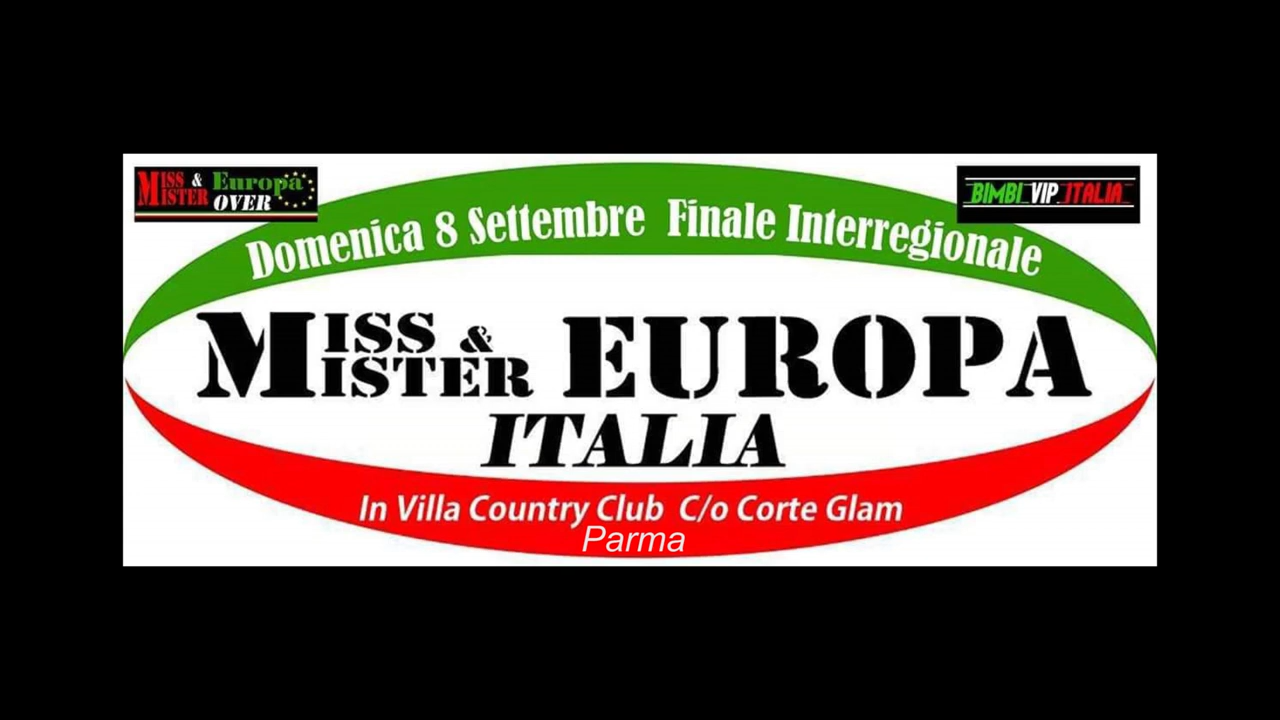 MISS & MISTER Europa OVER
BIMBI VIP ITALIA
Domenica 8 Settembre Finale Interregionale
MISS & MISTER EUROPA
ITALIA
In Villa Country Club C/o Corte Glam
Parma